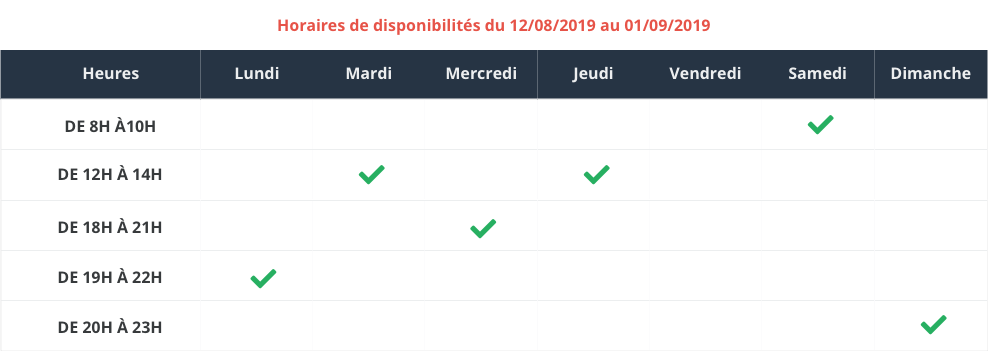 Horaires de disponibilités du 12/08/2019 au 01/09/2019
Heures Lundi Mardi Mercredi Jeudi Vendredi Samedi Dimanche
DE 8H À10H
DE 12H À 14H
DE 18H À 21H
DE 19H À 22H
DE 20H À 23H